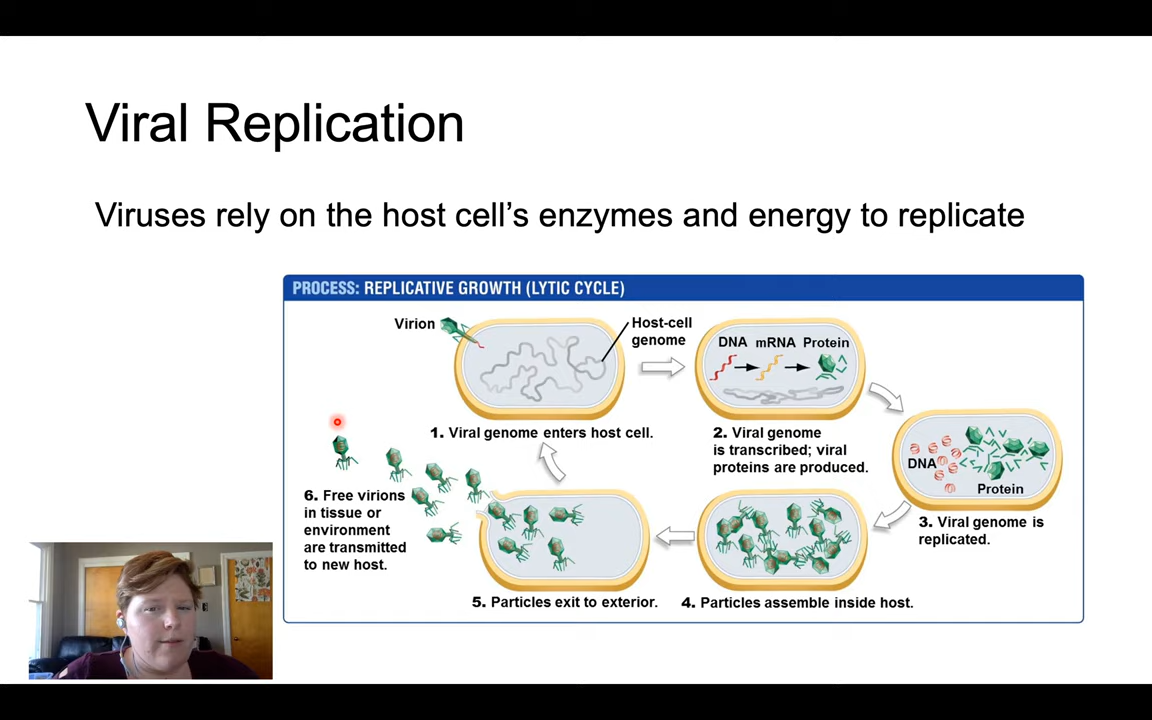 Viral Replication
Viruses rely on the host cell’s enzymes and energy to replicate
PROCESS: REPLICATIVE GROWTH (LYTIC CYCLE)
Virion
Host-cell
genome
1. Viral genome enters host cell.
DNA mRNA Protein
2. Viral genome
is transcribed; viral
proteins are produced.
DNA
Protein
3. Viral genome is
replicated.
4. Particles assemble inside host.
5. Particles exit to exterior.
6. Free virions
in tissue or
environment
are transmitted
to new host.